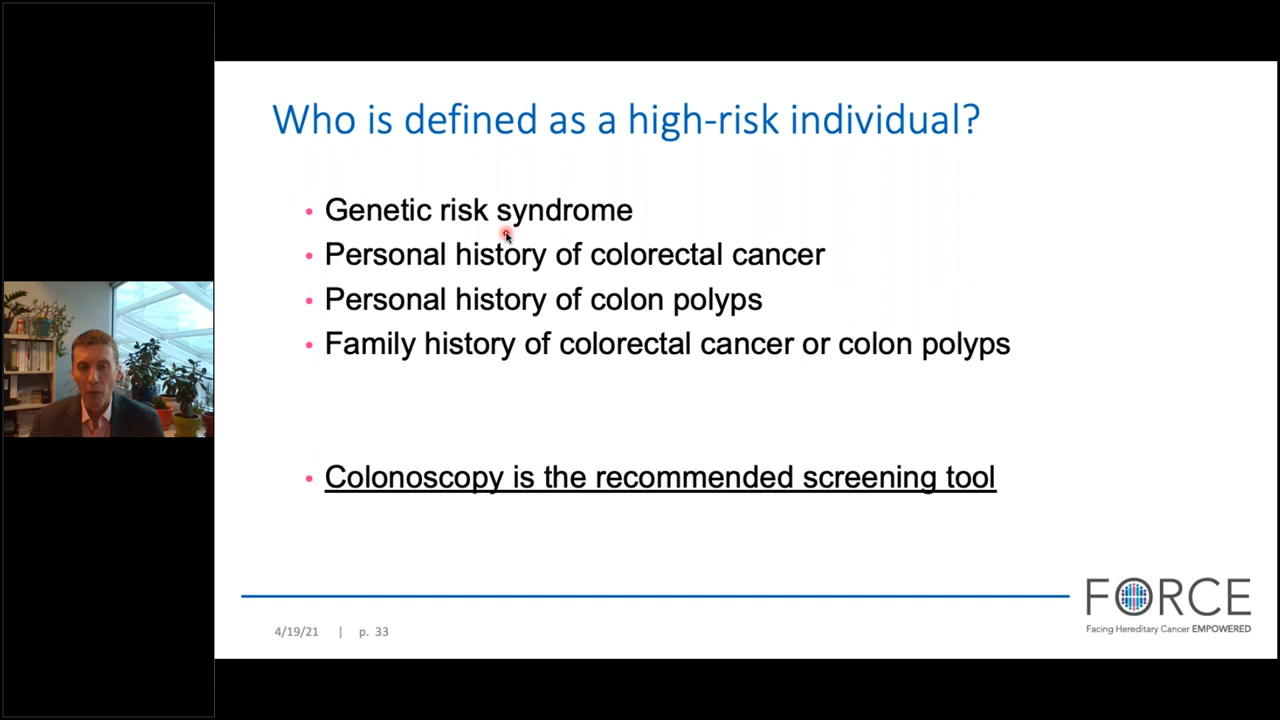 Who is defined as a high-risk individual?
• Genetic risk syndrome
• Personal history of colorectal cancer
• Personal history of colon polyps
• Family history of colorectal cancer or colon polyps
• Colonoscopy is the recommended screening tool
4/19/21 | p. 33
FORCE
Facing Hereditary Cancer EMPOWERED